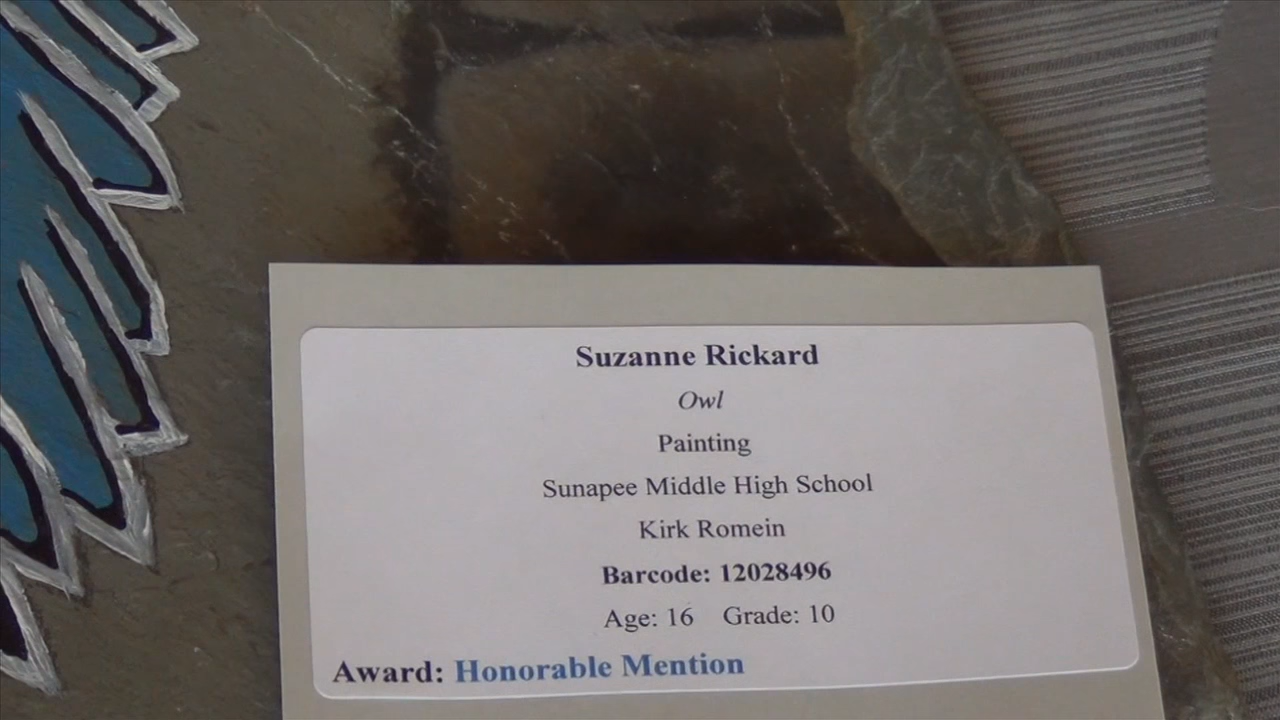 Suzanne Rickard
Owl
Painting
Sunapee Middle High School
Kirk Romein
Barcode: 12028496
Age: 16 Grade: 10
Award: Honorable Mention